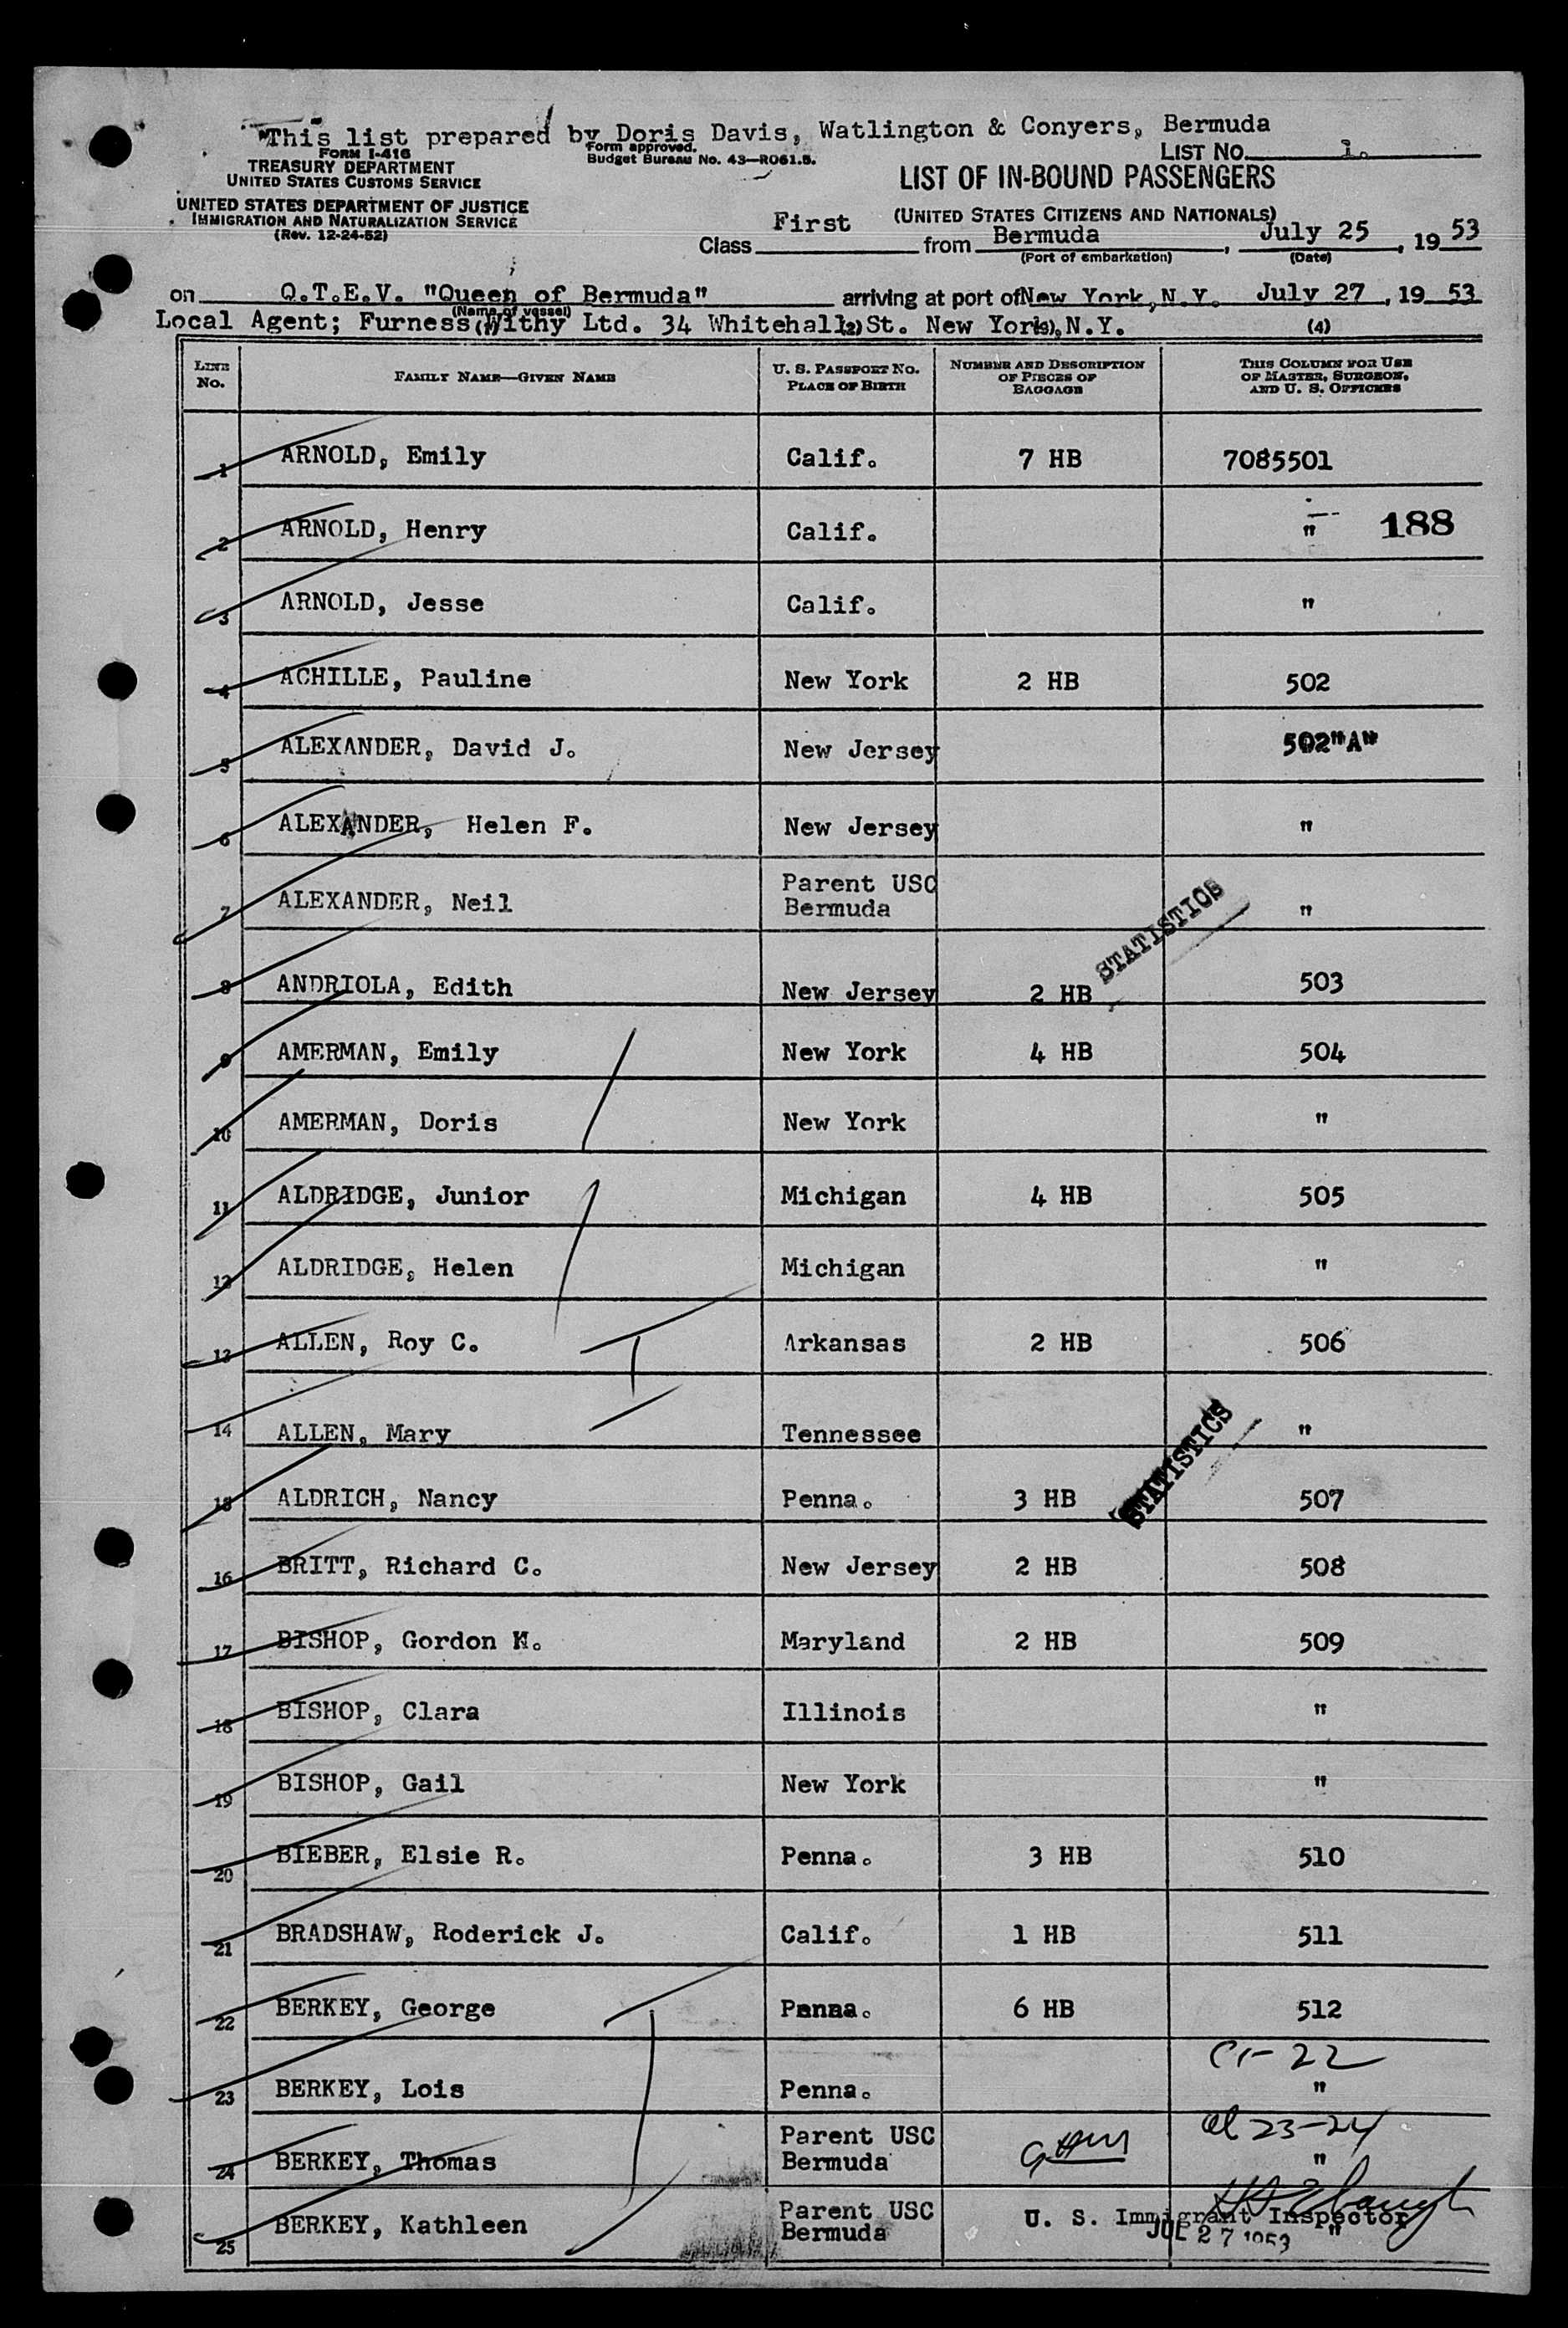 This list prepared by Doris Davis, Watlington & Conyers, Bermuda
FORM I-416
TREASURY DEPARTMENT
UNITED STATES CUSTOMS SERVICE
UNITED STATES DEPARTMENT OF JUSTICE
IMMIGRATION AND NATURALIZATION SERVICE
(Rev. 12-24-52)
Form approved.
Budget Bureau No. 43—R061.5.
LIST NO. 1.
LIST OF IN-BOUND PASSENGERS
(UNITED STATES CITIZENS AND NATIONALS)
Class First from Bermuda, July 25, 1953
(Port of embarkation) (Date)
on Q.T.E.V. "Queen of Bermuda" arriving at port of New York, N.Y. July 27, 1953
(Name of vessel)
Local Agent; Furness Withy Ltd. 34 Whitehall St. New York, N.Y.
(1) (2) (3) (4)
LINE No. FAMILY NAME—GIVEN NAME U. S. PASSPORT NO. PLACE OF BIRTH NUMBER AND DESCRIPTION OF PIECES OF BAGGAGE THIS COLUMN FOR USE OF MASTER, SURGEON, AND U. S. OFFICERS
1 ARNOLD, Emily Calif. 7 HB 7085501
2 ARNOLD, Henry Calif. " 188
3 ARNOLD, Jesse Calif. "
4 ACHILLE, Pauline New York 2 HB 502
5 ALEXANDER, David J. New Jersey 502"A"
6 ALEXANDER, Helen F. New Jersey "
7 ALEXANDER, Neil Parent USC Bermuda "
STATISTICS
8 ANDRIOLA, Edith New Jersey 2 HB 503
9 AMERMAN, Emily New York 4 HB 504
10 AMERMAN, Doris New York "
11 ALDRIDGE, Junior Michigan 4 HB 505
12 ALDRIDGE, Helen Michigan "
13 ALLEN, Roy C. Arkansas 2 HB 506
14 ALLEN, Mary Tennessee "
STATISTICS
15 ALDRICH, Nancy Penna. 3 HB 507
16 BRITT, Richard C. New Jersey 2 HB 508
17 BISHOP, Gordon M. Maryland 2 HB 509
18 BISHOP, Clara Illinois "
19 BISHOP, Gail New York "
20 BIEBER, Elsie R. Penna. 3 HB 510
21 BRADSHAW, Roderick J. Calif. 1 HB 511
22 BERKEY, George Penna. 6 HB 512
23 BERKEY, Lois Penna. 22 "
24 BERKEY, Thomas Parent USC Bermuda 23-24 "
25 BERKEY, Kathleen Parent USC Bermuda "
U. S. Immigrant Inspector
JUL 27 1953